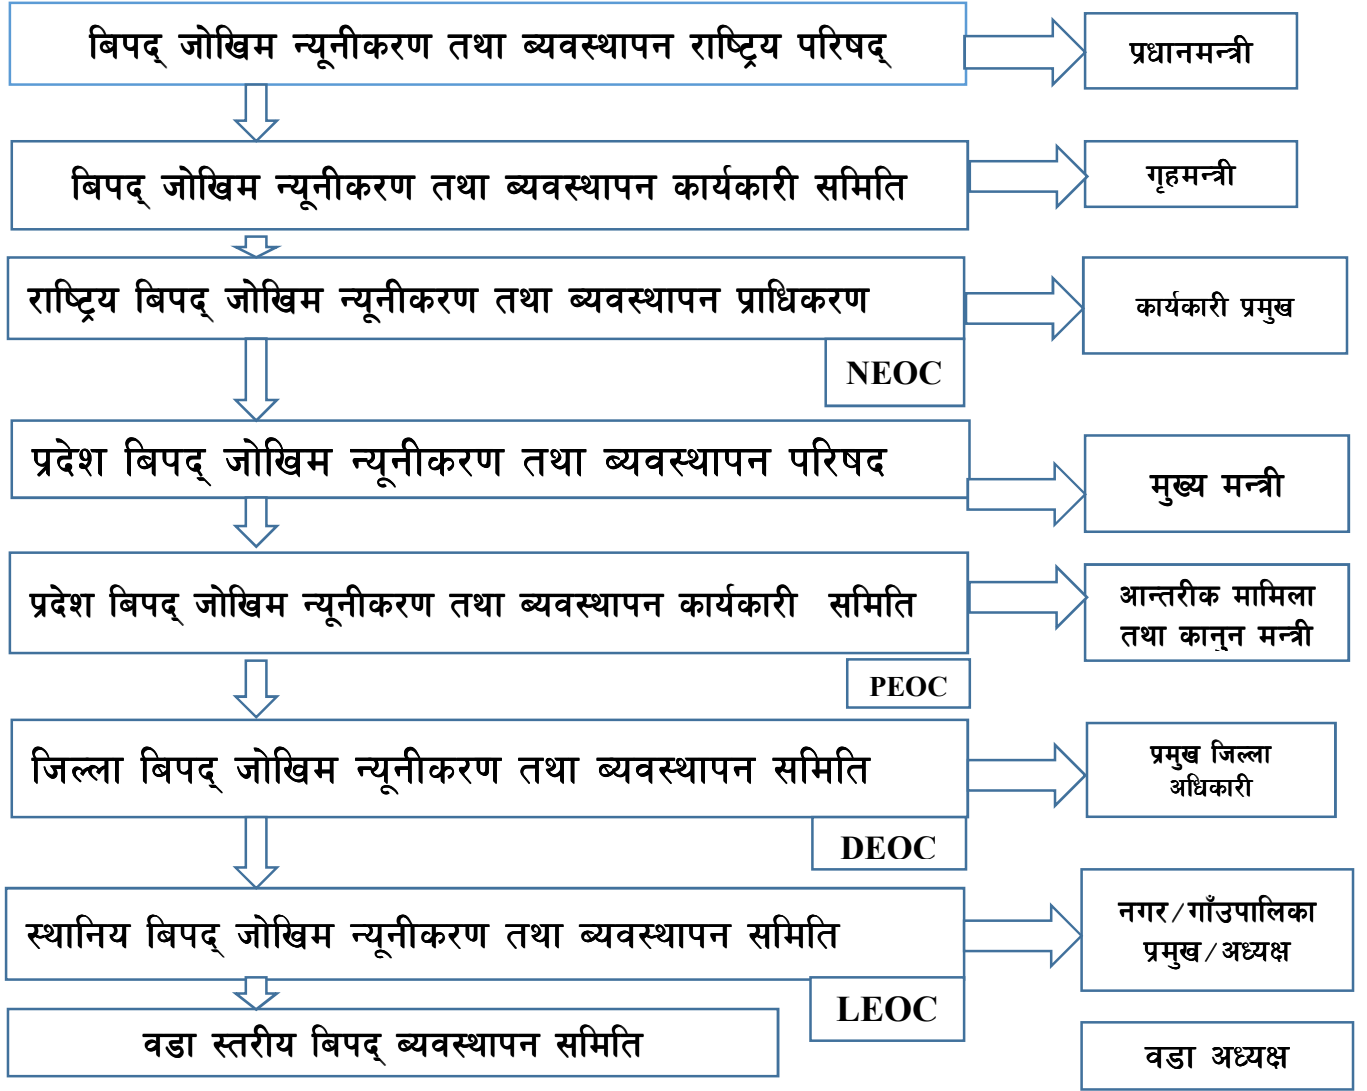 बिपद् जोखिम न्यूनीकरण तथा ब्यवस्थापन राष्ट्रिय परिषद्
प्रधानमन्त्री
बिपद् जोखिम न्यूनीकरण तथा ब्यवस्थापन कार्यकारी समिति
गृहमन्त्री
राष्ट्रिय बिपद् जोखिम न्यूनीकरण तथा ब्यवस्थापन प्राधिकरण
कार्यकारी प्रमुख
NEOC
प्रदेश बिपद् जोखिम न्यूनीकरण तथा ब्यवस्थापन परिषद
मुख्य मन्त्री
प्रदेश बिपद् जोखिम न्यूनीकरण तथा ब्यवस्थापन कार्यकारी समिति
आन्तरीक मामिला
तथा कानुन मन्त्री
PEOC
जिल्ला बिपद् जोखिम न्यूनीकरण तथा ब्यवस्थापन समिति
प्रमुख जिल्ला
अधिकारी
DEOC
स्थानिय बिपद् जोखिम न्यूनीकरण तथा ब्यवस्थापन समिति
नगर/गाँउपालिका
प्रमुख/अध्यक्ष
LEOC
वडा स्तरीय बिपद् ब्यवस्थापन समिति
वडा अध्यक्ष